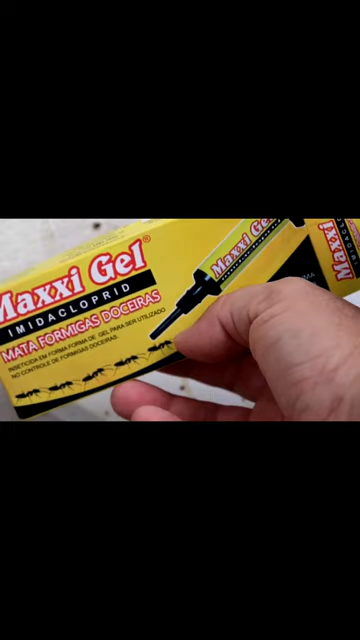 Maxxi Gel®
IMIDACLOPRID
MATA FORMIGAS DOCEIRAS
INSETICIDA EM FORMA FORMA DE GEL PARA SER UTILIZADO
NO CONTROLE DE FORMIGAS DOCEIRAS.
Maxxi Gel
Maxxi